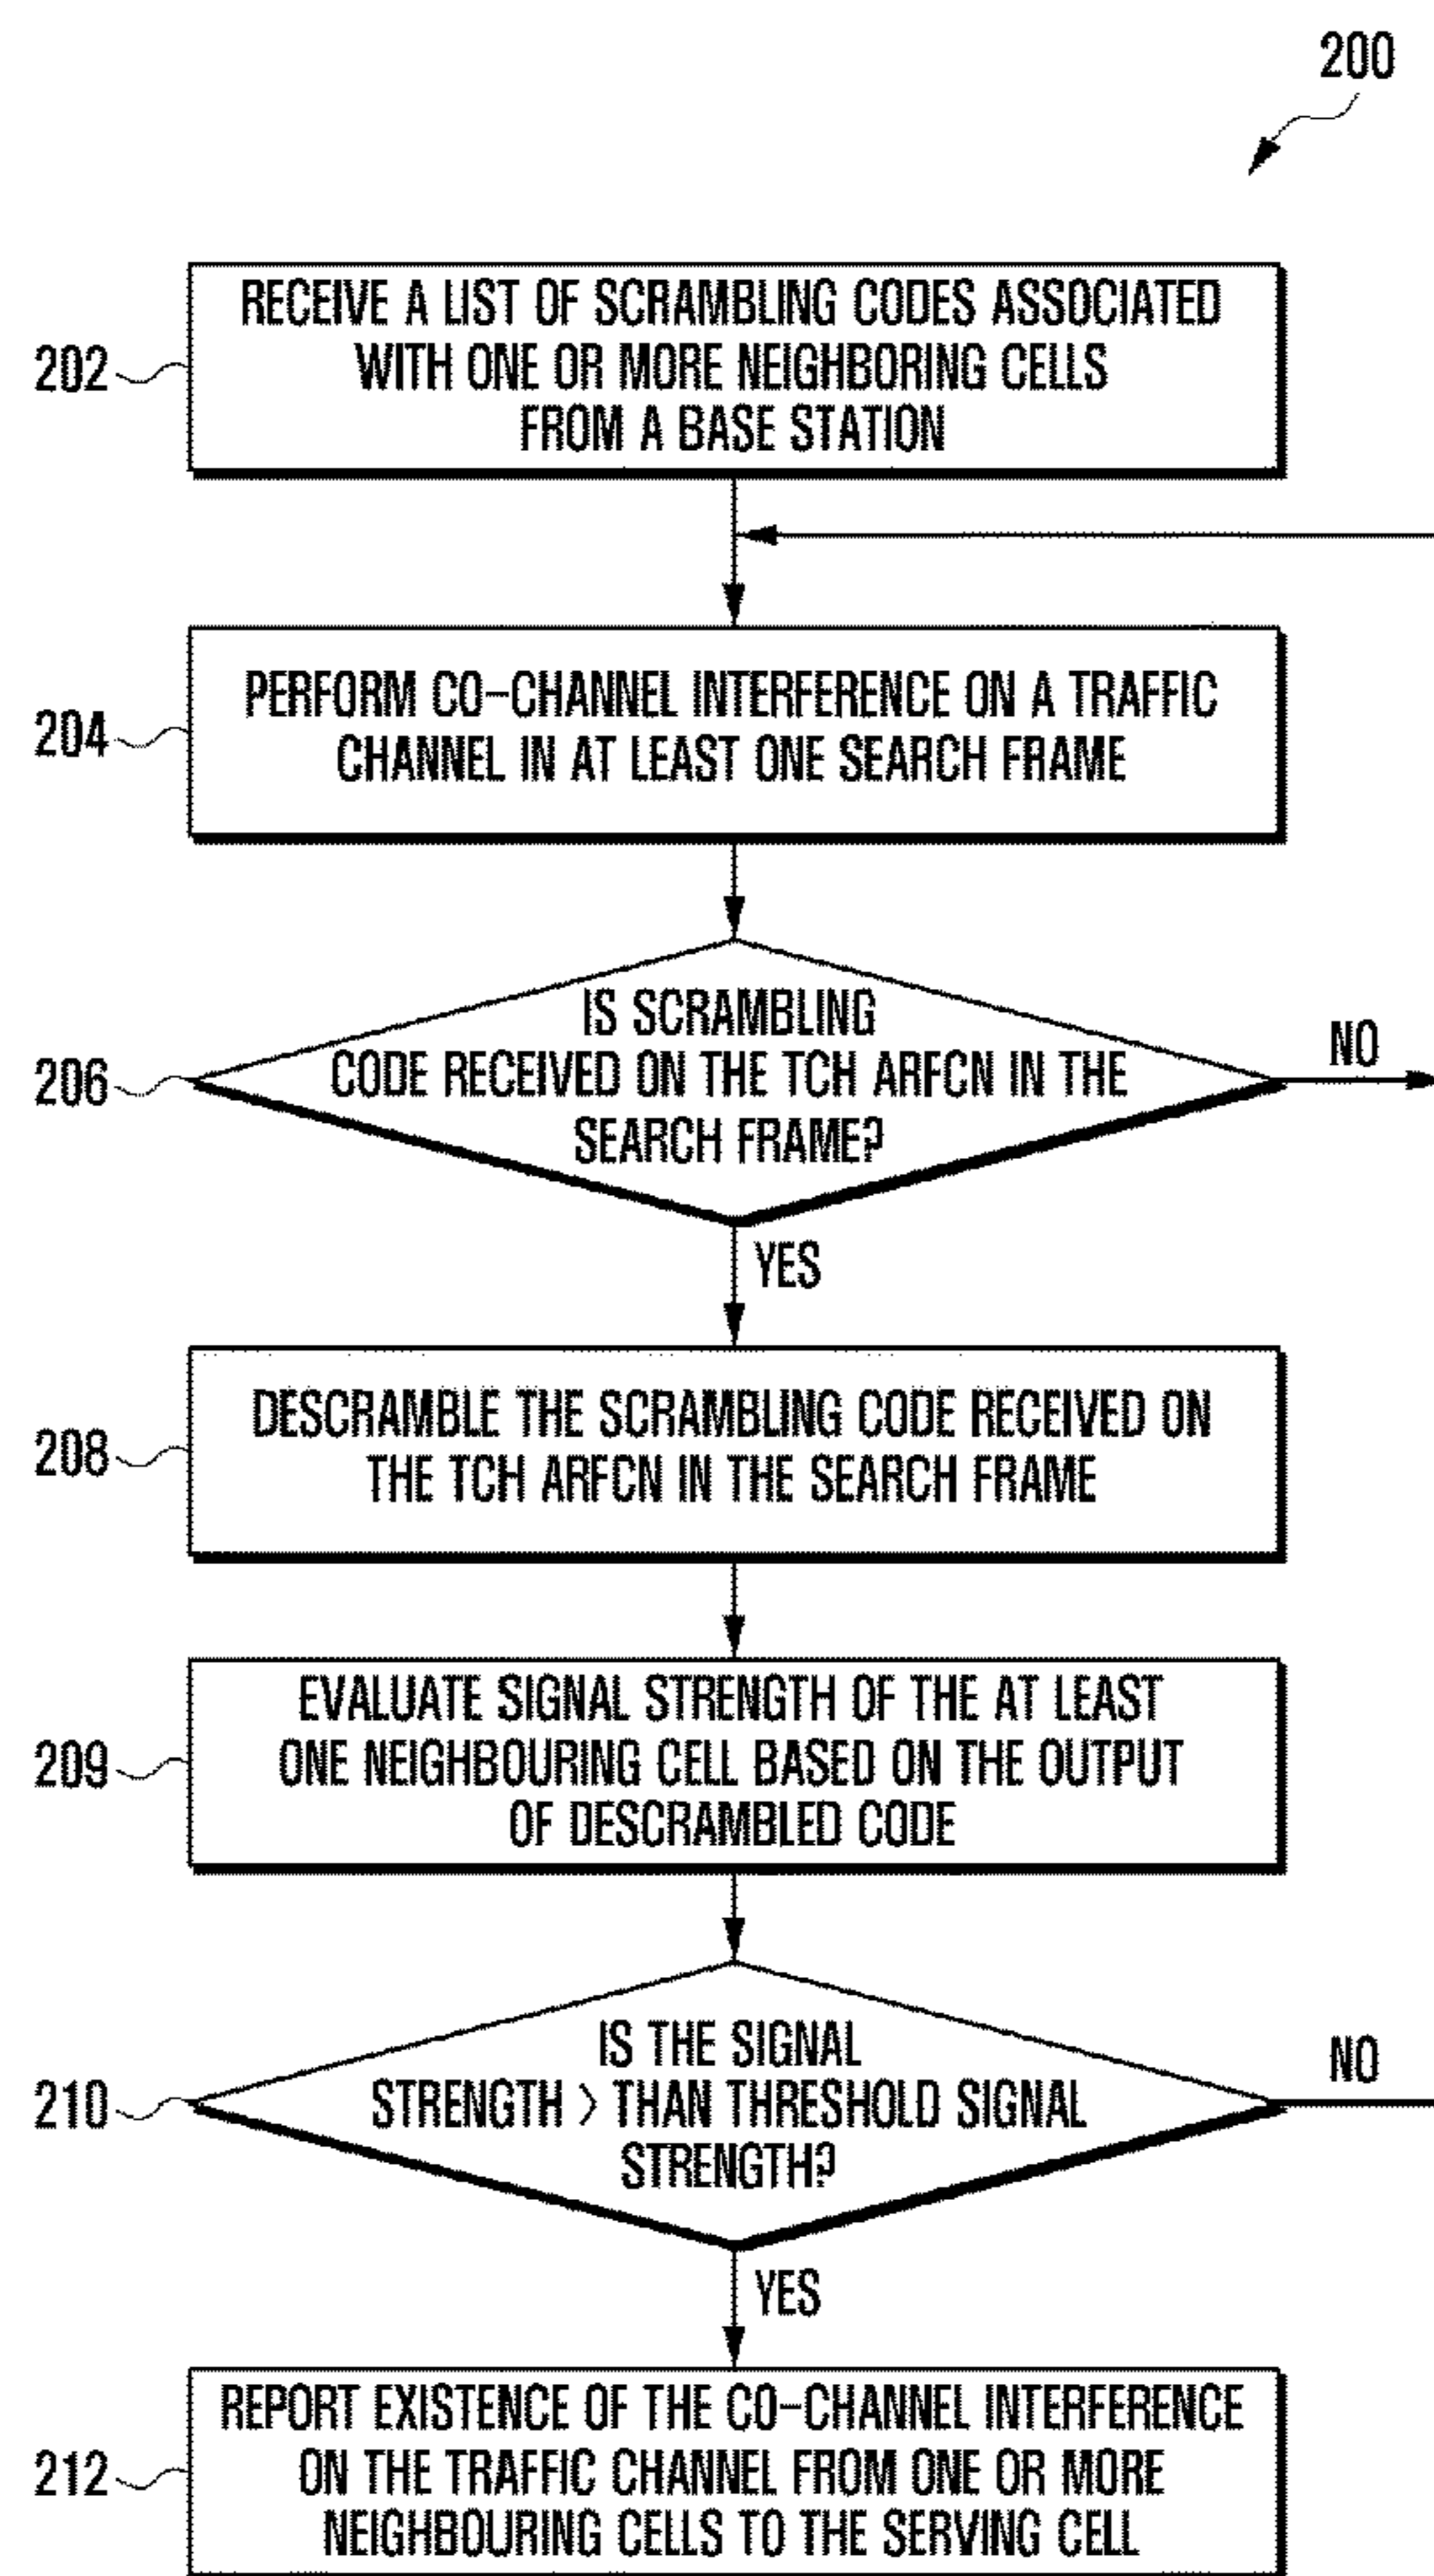 200
RECEIVE A LIST OF SCRAMBLING CODES ASSOCIATED
WITH ONE OR MORE NEIGHBORING CELLS
FROM A BASE STATION
202
PERFORM CO-CHANNEL INTERFERENCE ON A TRAFFIC
CHANNEL IN AT LEAST ONE SEARCH FRAME
204
IS SCRAMBLING
CODE RECEIVED ON THE TCH ARFCN IN THE
SEARCH FRAME?
206
NO
YES
DESCRAMBLE THE SCRAMBLING CODE RECEIVED ON
THE TCH ARFCN IN THE SEARCH FRAME
208
EVALUATE SIGNAL STRENGTH OF THE AT LEAST
ONE NEIGHBOURING CELL BASED ON THE OUTPUT
OF DESCRAMBLED CODE
209
IS THE SIGNAL
STRENGTH > THAN THRESHOLD SIGNAL
STRENGTH?
210
NO
YES
REPORT EXISTENCE OF THE CO-CHANNEL INTERFERENCE
ON THE TRAFFIC CHANNEL FROM ONE OR MORE
NEIGHBOURING CELLS TO THE SERVING CELL
212